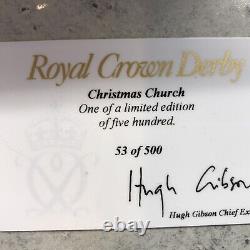 Royal Crown Derby
Christmas Church
One of a limited edition
of five hundred.
53 of 500
Hugh Gibson
Hugh Gibson Chief Ex